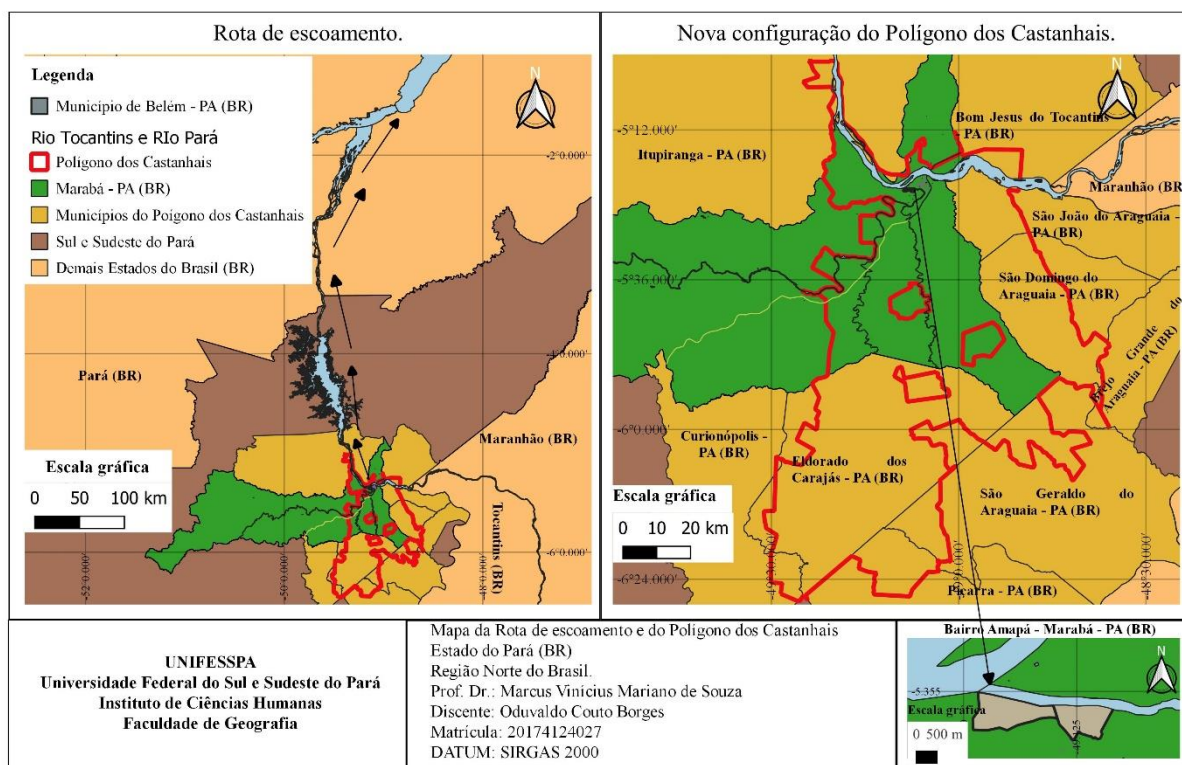 Rota de escoamento.
Legenda
Município de Belém - PA (BR)
Rio Tocantins e RIo Pará
Polígono dos Castanhais
Marabá - PA (BR)
Municípios do Poigono dos Castanhais
Sul e Sudeste do Pará
Demais Estados do Brasil (BR)
N
-2°0.000'
-4°0.000'
Pará (BR)
Maranhão (BR)
Escala gráfica
0 50 100 km
Tocantins (BR)
-6°0.000'
-52°0.000'
-50°0.000'
-48°0.000'
Nova configuração do Polígono dos Castanhais.
N
Bom Jesus do Tocantins
- PA (BR)
-5°12.000'
Itupiranga - PA (BR)
Maranhão (BR)
São João do Araguaia -
PA (BR)
-5°36.000'
São Domingo do
Araguaia - PA (BR)
Brejo Grande do
Araguaia - PA (BR)
-6°0.000'
Curionópolis -
PA (BR)
Eldorado dos
Carajás - PA (BR)
São Geraldo do
Araguaia - PA (BR)
Escala gráfica
0 10 20 km
-6°24.000'
Piçarra - PA (BR)
-48°30.000'
UNIFESSPA
Universidade Federal do Sul e Sudeste do Pará
Instituto de Ciências Humanas
Faculdade de Geografia
Mapa da Rota de escoamento e do Polígono dos Castanhais
Estado do Pará (BR)
Região Norte do Brasil.
Prof. Dr.: Marcus Vinícius Mariano de Souza
Discente: Oduvaldo Couto Borges
Matrícula: 20174124027
DATUM: SIRGAS 2000
Bairro Amapá - Marabá - PA (BR)
N
-5.355
Escala gráfica
0 500 m